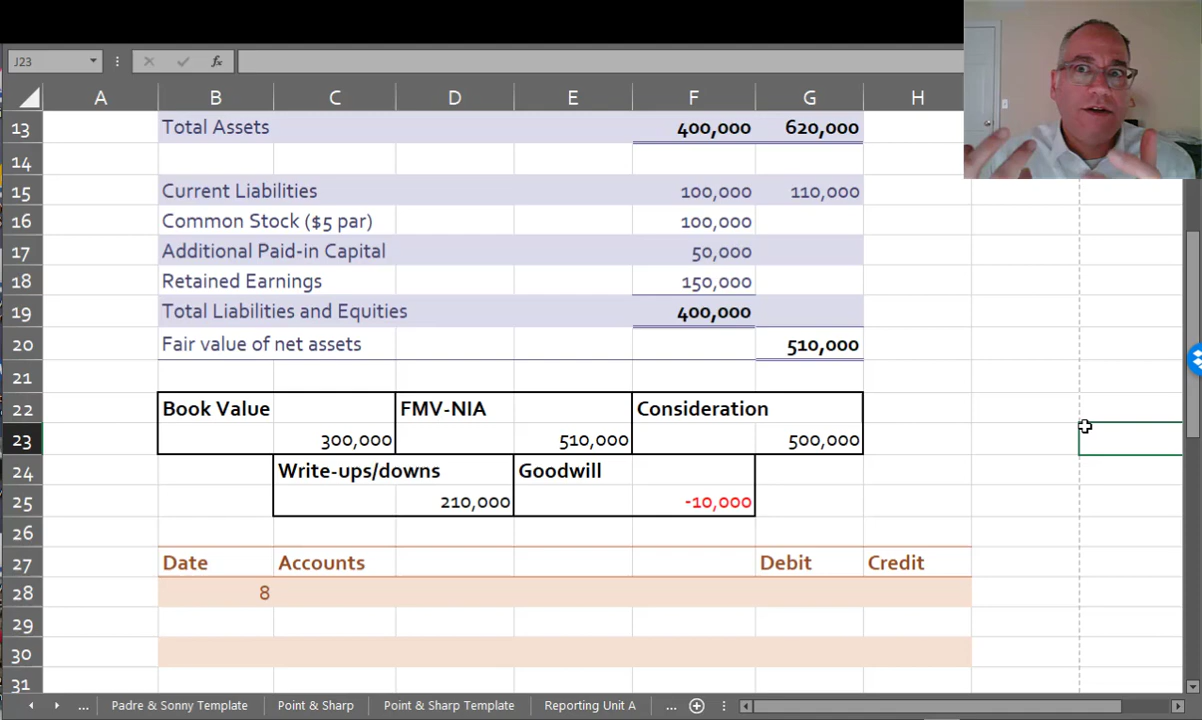 J23 fx
A B C D E F G H
13 Total Assets 400,000 620,000
14
15 Current Liabilities 100,000 110,000
16 Common Stock ($5 par) 100,000
17 Additional Paid-in Capital 50,000
18 Retained Earnings 150,000
19 Total Liabilities and Equities 400,000
20 Fair value of net assets 510,000
21
22 Book Value FMV-NIA Consideration
23 300,000 510,000 500,000
24 Write-ups/downs Goodwill
25 210,000 -10,000
26
27 Date Accounts Debit Credit
28 8
29
30
31
... Padre & Sonny Template Point & Sharp Point & Sharp Template Reporting Unit A ...